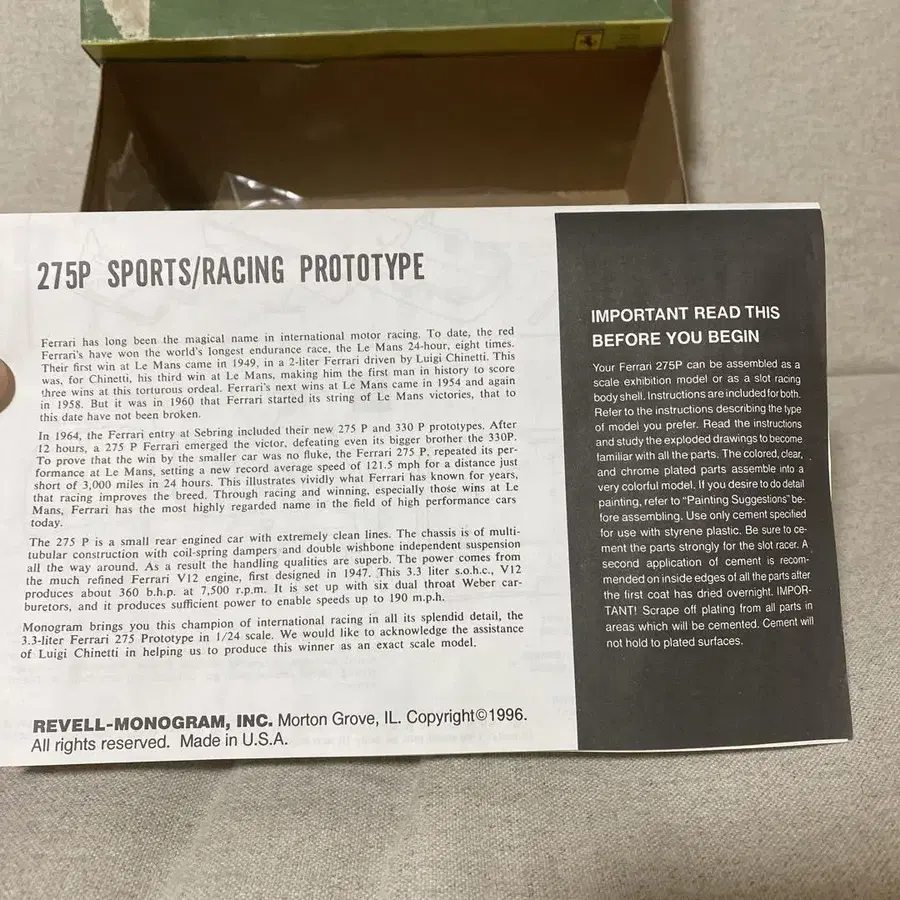 275P SPORTS/RACING PROTOTYPE
Ferrari has long been the magical name in international motor racing. To date, the red
Ferrari's have won the world's longest endurance race, the Le Mans 24-hour, eight times.
Their first win at Le Mans came in 1949, in a 2-liter Ferrari driven by Luigi Chinetti. This
was, for Chinetti, his third win at Le Mans, making him the first man in history to score
three wins at this torturous ordeal. Ferrari's next wins at Le Mans came in 1954 and again
in 1958. But it was in 1960 that Ferrari started its string of Le Mans victories, that to
this date have not been broken.
In 1964, the Ferrari entry at Sebring included their new 275 P and 330 P prototypes. After
12 hours, a 275 P Ferrari emerged the victor, defeating even its bigger brother the 330P.
To prove that the win by the smaller car was no fluke, the Ferrari 275 P, repeated its per-
formance at Le Mans, setting a new record average speed of 121.5 mph for a distance just
short of 3,000 miles in 24 hours. This illustrates vividly what Ferrari has known for years,
that racing improves the breed. Through racing and winning, especially those wins at Le
Mans, Ferrari has the most highly regarded name in the field of high performance cars
today.
The 275 P is a small rear engined car with extremely clean lines. The chassis is of multi-
tubular construction with coil-spring dampers and double wishbone independent suspension
all the way around. As a result the handling qualities are superb. The power comes from
the much refined Ferrari V12 engine, first designed in 1947. This 3.3 liter s.o.h.c., V12
produces about 360 b.h.p. at 7,500 r.p.m. It is set up with six dual throat Weber car-
buretors, and it produces sufficient power to enable speeds up to 190 m.p.h.
Monogram brings you this champion of international racing in all its splendid detail, the
3.3-liter Ferrari 275 Prototype in 1/24 scale. We would like to acknowledge the assistance
of Luigi Chinetti in helping us to produce this winner as an exact scale model.
REVELL-MONOGRAM, INC. Morton Grove, IL. Copyright©1996.
All rights reserved. Made in U.S.A.
IMPORTANT READ THIS
BEFORE YOU BEGIN
Your Ferrari 275P can be assembled as a
scale exhibition model or as a slot racing
body shell. Instructions are included for both.
Refer to the instructions describing the type
of model you prefer. Read the instructions
and study the exploded drawings to become
familiar with all the parts. The colored, clear,
and chrome plated parts assemble into a
very colorful model. If you desire to do detail
painting, refer to "Painting Suggestions" be-
fore assembling. Use only cement specified
for use with styrene plastic. Be sure to ce-
ment the parts strongly for the slot racer. A
second application of cement is recom-
mended on inside edges of all the parts after
the first coat has dried overnight. IMPOR-
TANT! Scrape off plating from all parts in
areas which will be cemented. Cement will
not hold to plated surfaces.